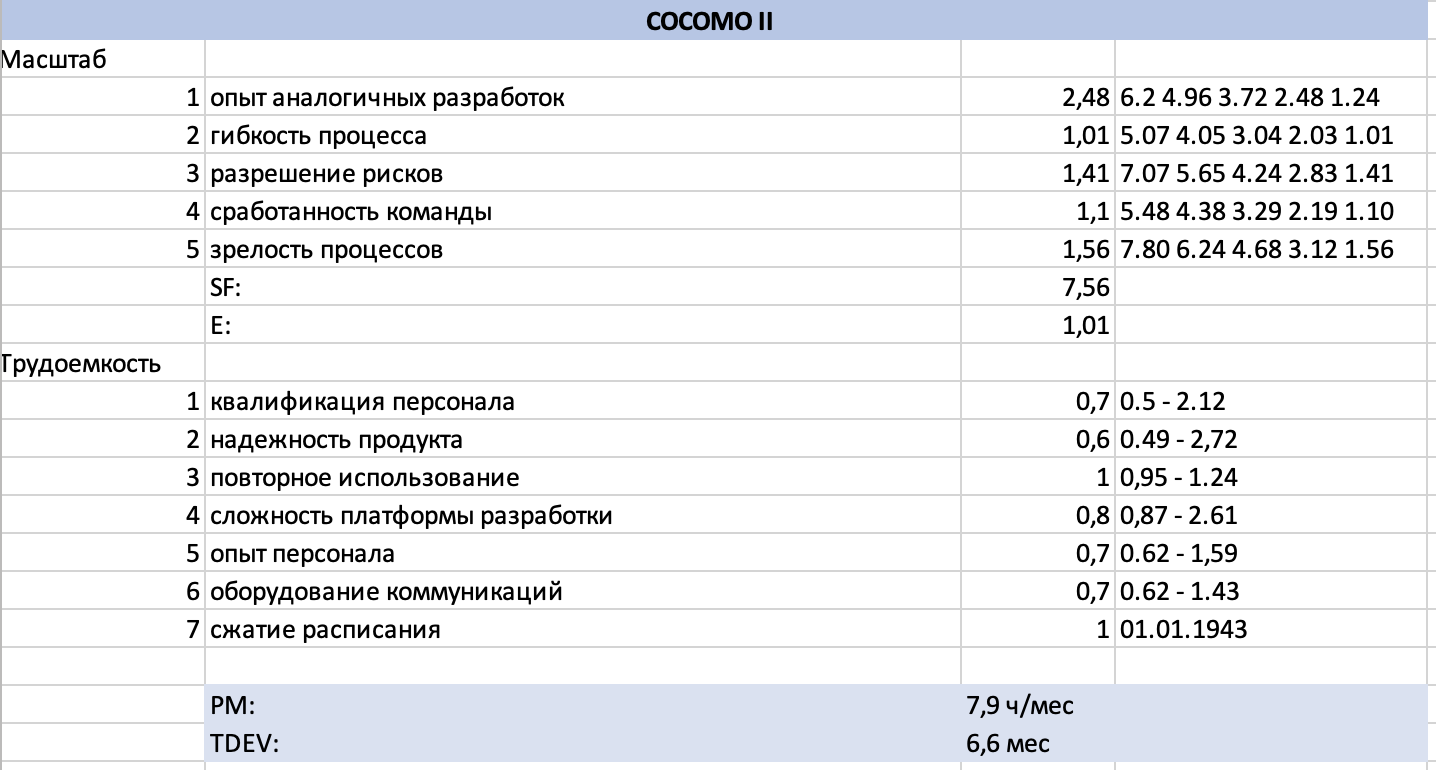 COCOMO II
Масштаб
1 опыт аналогичных разработок 2,48 6.2 4.96 3.72 2.48 1.24
2 гибкость процесса 1,01 5.07 4.05 3.04 2.03 1.01
3 разрешение рисков 1,41 7.07 5.65 4.24 2.83 1.41
4 сработанность команды 1,1 5.48 4.38 3.29 2.19 1.10
5 зрелость процессов 1,56 7.80 6.24 4.68 3.12 1.56
SF: 7,56
E: 1,01
Трудоемкость
1 квалификация персонала 0,7 0.5 - 2.12
2 надежность продукта 0,6 0.49 - 2,72
3 повторное использование 1 0,95 - 1.24
4 сложность платформы разработки 0,8 0,87 - 2.61
5 опыт персонала 0,7 0.62 - 1,59
6 оборудование коммуникаций 0,7 0.62 - 1.43
7 сжатие расписания 1 01.01.1943
PM: 7,9 ч/мес
TDEV: 6,6 мес